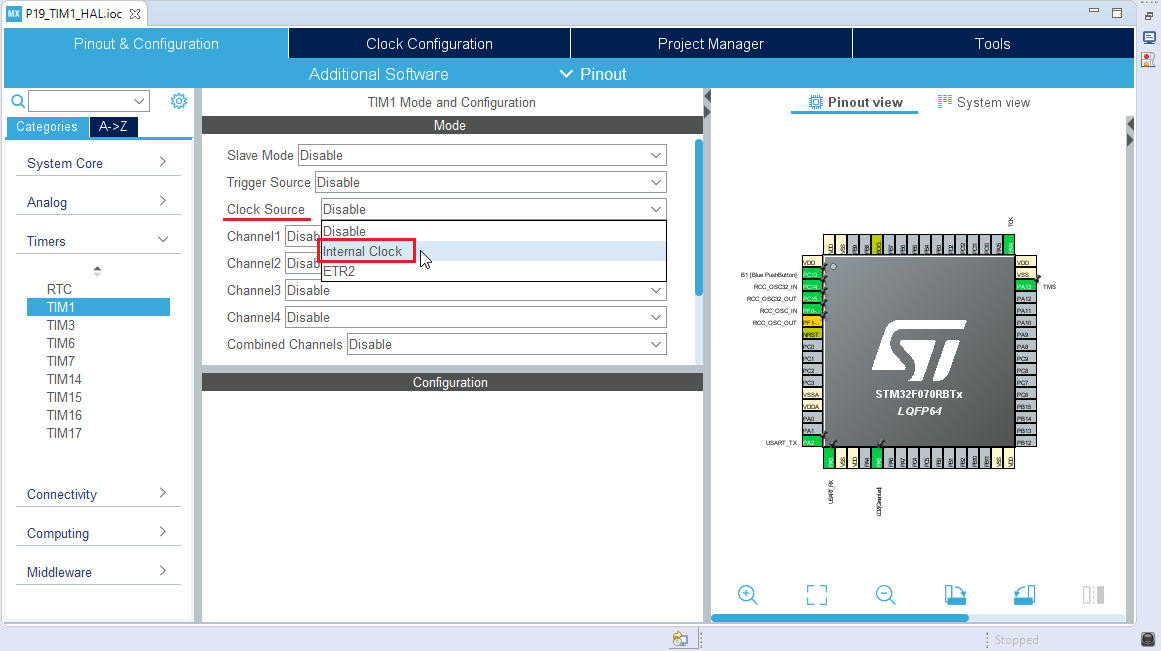 MX P19_TIM1_HAL.ioc
Pinout & Configuration
Clock Configuration
Project Manager
Tools
Additional Software
Pinout
Categories
A->Z
System Core
Analog
Timers
RTC
TIM1
TIM3
TIM6
TIM7
TIM14
TIM15
TIM16
TIM17
Connectivity
Computing
Middleware
TIM1 Mode and Configuration
Mode
Slave Mode Disable
Trigger Source Disable
Clock Source Disable
Disable
Channel1 Disab
Internal Clock
Channel2 Disab
ETR2
Channel3 Disable
Channel4 Disable
Combined Channels Disable
Configuration
Pinout view
System view
TCK
VDD
VSS
B1 [Blue PushButton] PC13
RCC_OSC32_IN PC14
RCC_OSC32_OUT PC15
RCC_OSC_IN PF0-
RCC_OSC_OUT PF1-
NRST
PC0
PC1
PC2
PC3
VSSA
VDDA
PA0
PA1
USART_TX PA2
STM32F070RBTx
LQFP64
VDD
VSS
PA13 TMS
PA12
PA11
PA10
PA9
PA8
PC9
PC8
PC7
PC6
PB15
PB14
PB13
PB12
USART_RX
Stopped